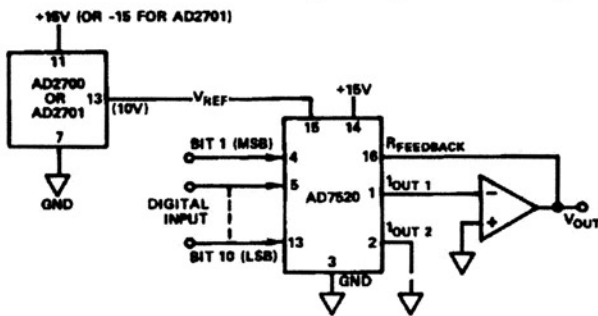 +15V (OR -15 FOR AD2701)
11
AD2700
OR
AD2701
13
(10V)
7
GND
VREF
+15V
15
14
BIT 1 (MSB)
4
5
DIGITAL
INPUT
BIT 10 (LSB)
13
AD7520
16
RFEEDBACK
1
IOUT 1
2
IOUT 2
3
GND
-
+
VOUT